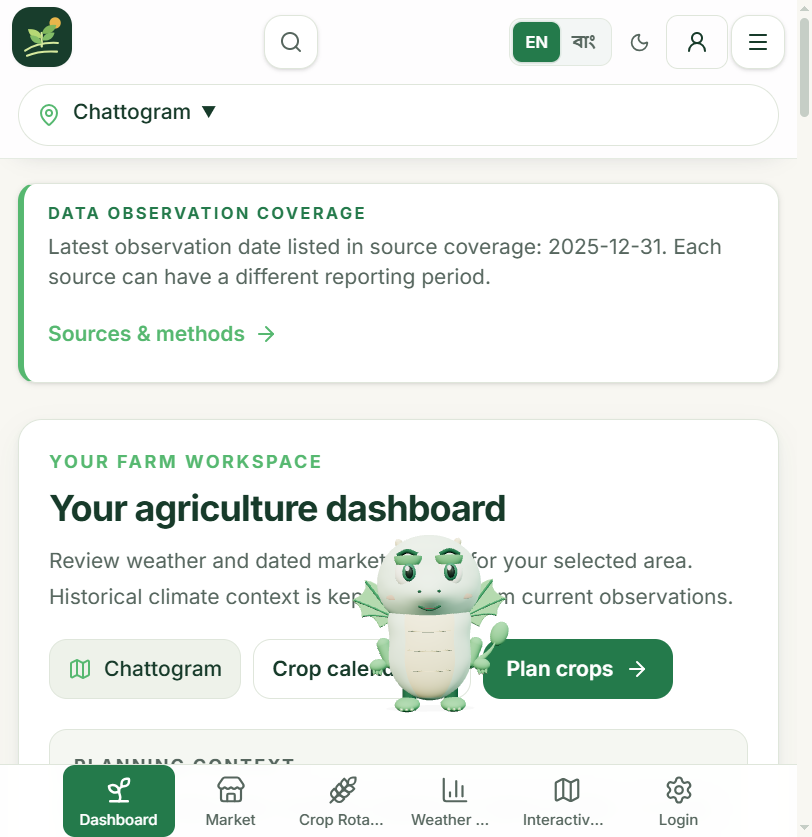 EN বাং
Chattogram ▼
DATA OBSERVATION COVERAGE
Latest observation date listed in source coverage: 2025-12-31. Each
source can have a different reporting period.
Sources & methods →
YOUR FARM WORKSPACE
Your agriculture dashboard
Review weather and dated market for your selected area.
Historical climate context is current observations.
Chattogram Crop Plan crops →
PLANNING CONTEXT
Dashboard Market Crop Rota... Weather ... Interactiv... Login